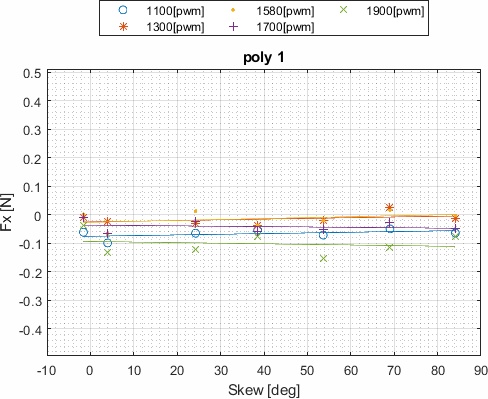 1100[pwm] 1580[pwm] 1900[pwm]
1300[pwm] 1700[pwm]
poly 1
0.5
0.4
0.3
0.2
0.1
0
-0.1
-0.2
-0.3
-0.4
Fx [N]
-10 0 10 20 30 40 50 60 70 80 90
Skew [deg]